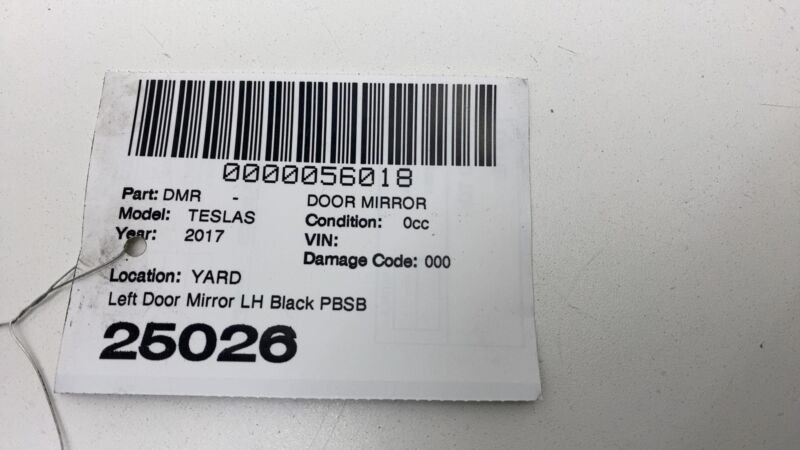 0000056018
Part: DMR - DOOR MIRROR
Model: TESLAS Condition: 0cc
Year: 2017 VIN:
Damage Code: 000
Location: YARD
Left Door Mirror LH Black PBSB
25026